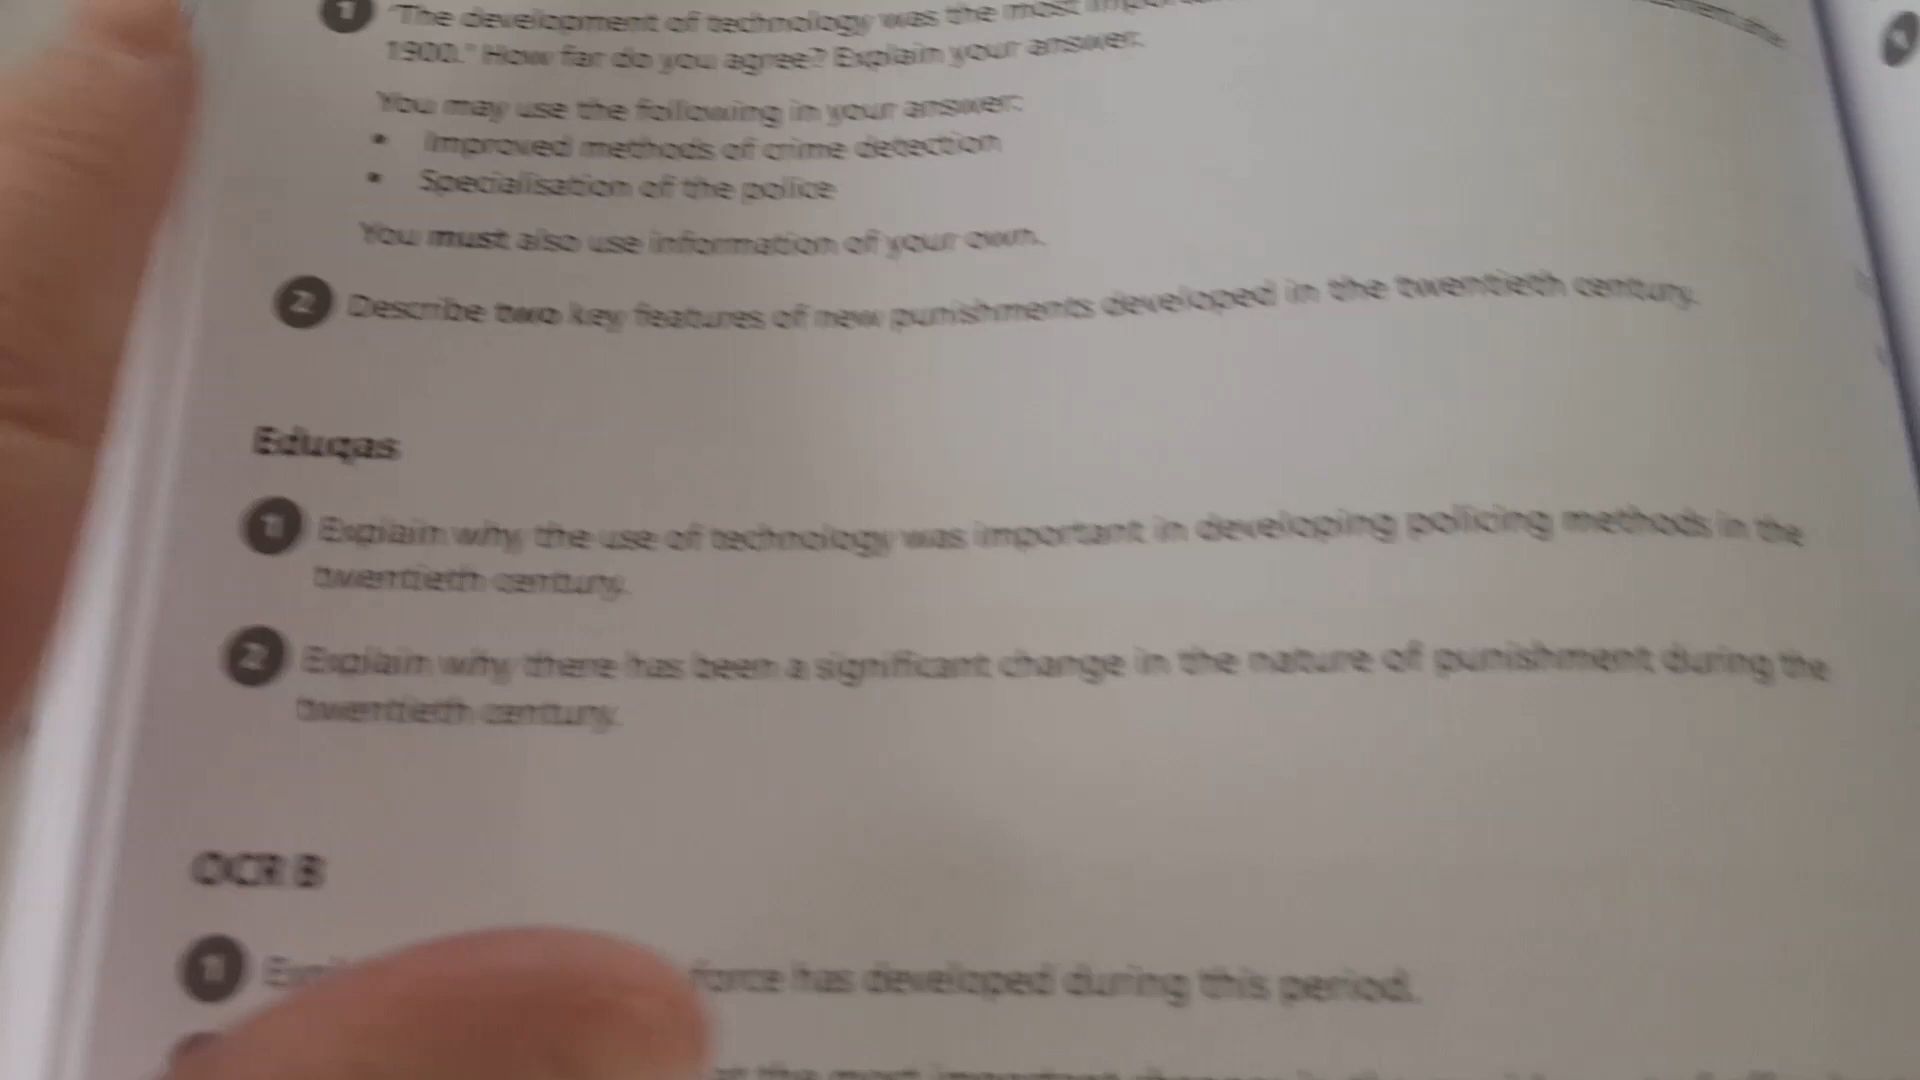 1 "The development of technology was the most
1900." How far do you agree? Explain your answer.
You may use the following in your answer:
• Improved methods of crime detection
• Specialisation of the police
You must also use information of your own.
2 Describe two key features of new punishments developed in the twentieth century.
Eduqas
1 Explain why the use of technology was important in developing policing methods in the
twentieth century.
2 Explain why there has been a significant change in the nature of punishment during the
twentieth century.
OCR B
1 force has developed during this period.
the most important